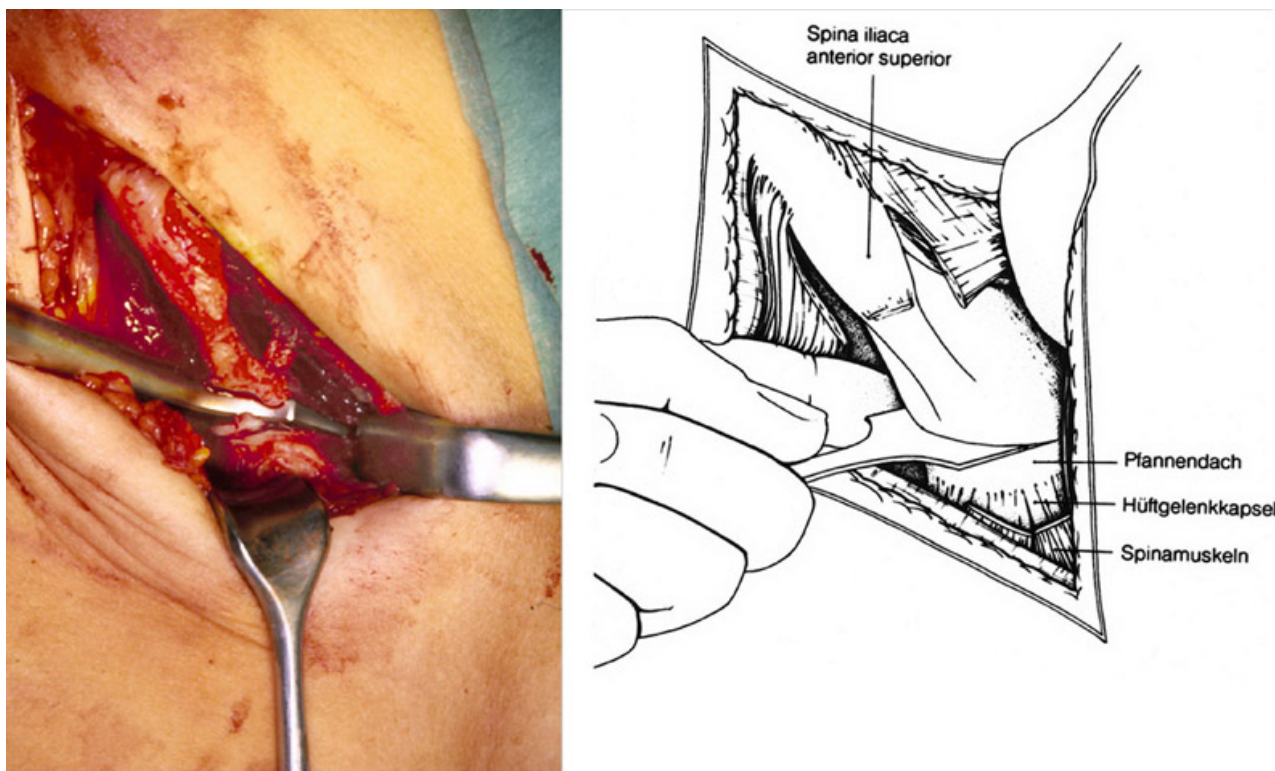 Spina iliaca
anterior superior
Pfannendach
Hüftgelenkkapsel
Spinamuskeln